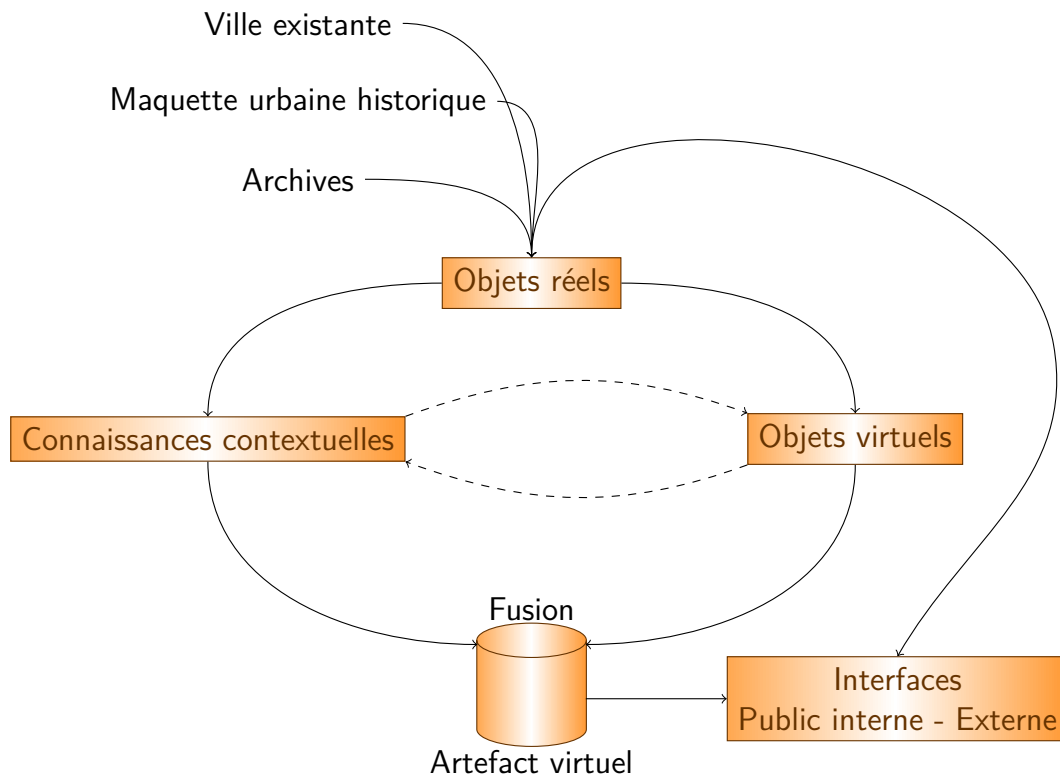 Ville existante
Maquette urbaine historique
Archives
Objets réels
Connaissances contextuelles
Objets virtuels
Fusion
Artefact virtuel
Interfaces
Public interne - Externe